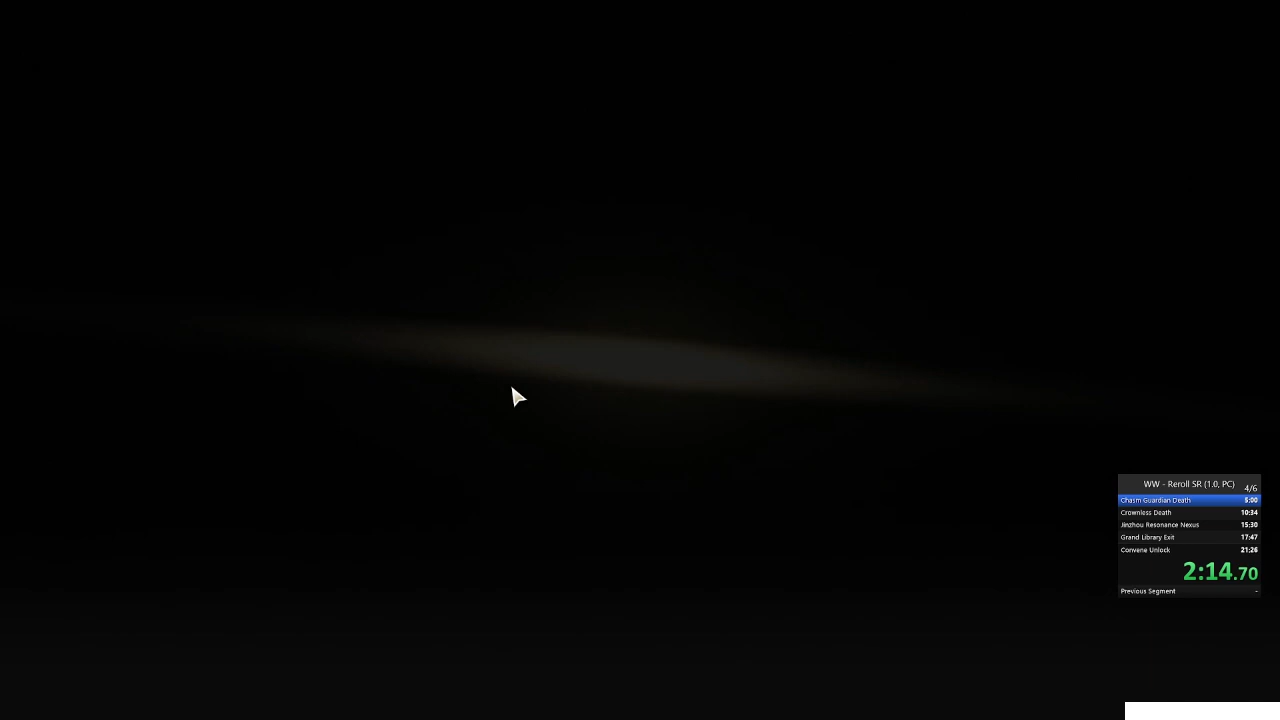 WW - Reroll SR (1.0, PC) 4/6
Chasm Guardian Death 5:00
Crownless Death 10:34
Jinzhou Resonance Nexus 15:30
Grand Library Exit 17:47
Convene Unlock 21:26
2:14.70
Previous Segment -